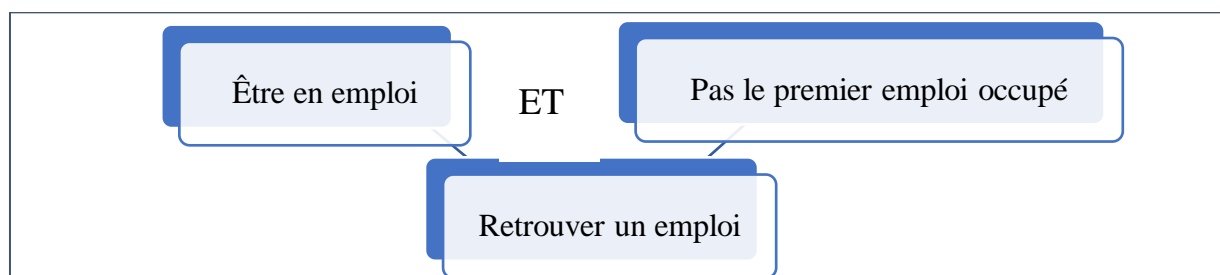 Être en emploi
ET
Pas le premier emploi occupé
Retrouver un emploi